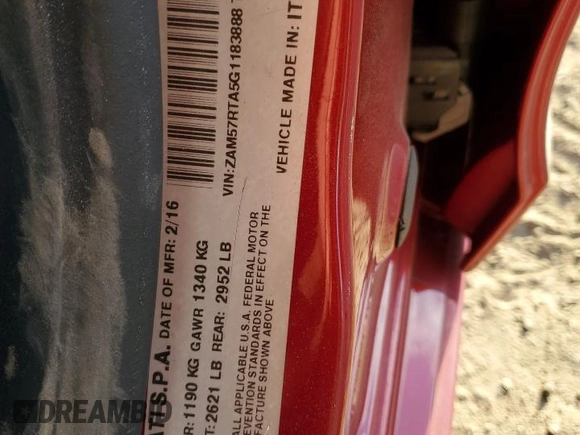 ATI S.P.A. DATE OF MFR: 2/16
R: 1190 KG GAWR 1340 KG
T: 2621 LB REAR: 2952 LB
VIN:ZAM57RTA5G1183888
ALL APPLICABLE U.S.A. FEDERAL MOTOR
EVENTION STANDARDS IN EFFECT ON THE
FACTURE SHOWN ABOVE
VEHICLE MADE IN: IT
DREAMBID